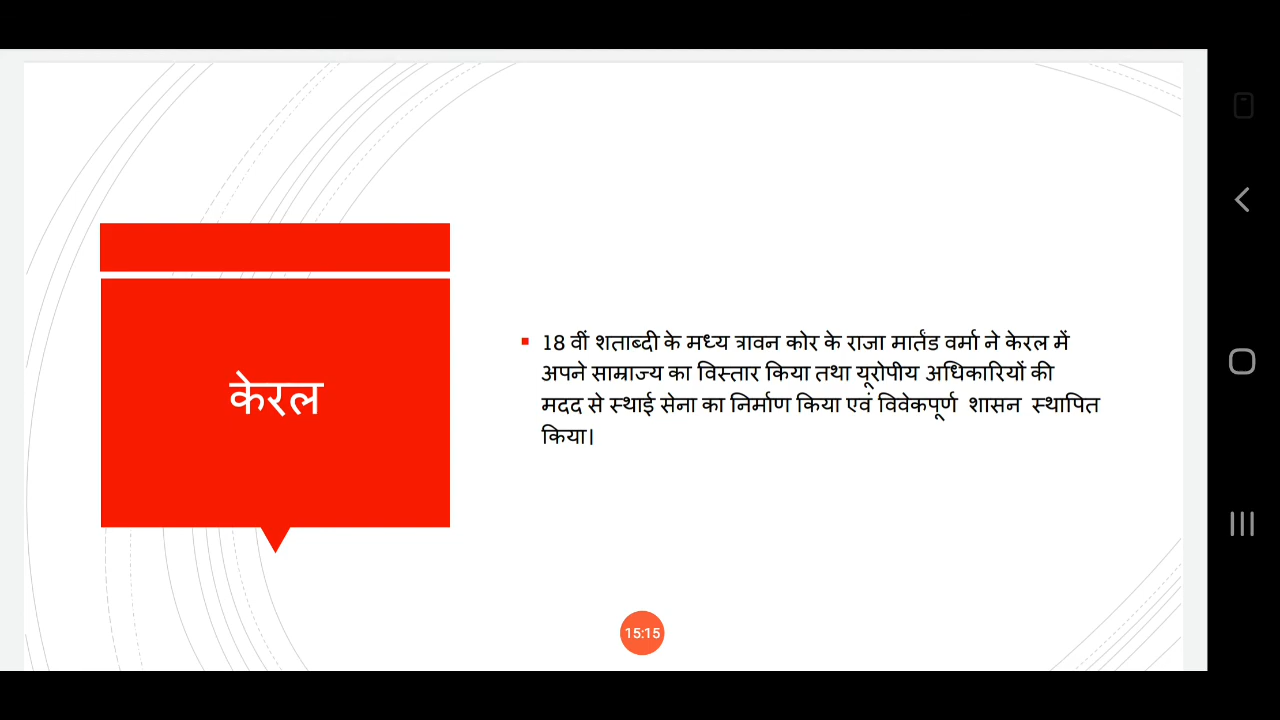 केरल
18 वीं शताब्दी के मध्य त्रावन कोर के राजा मार्तंड वर्मा ने केरल में
अपने साम्राज्य का विस्तार किया तथा यूरोपीय अधिकारियों की
मदद से स्थाई सेना का निर्माण किया एवं विवेकपूर्ण शासन स्थापित
किया।
15:15